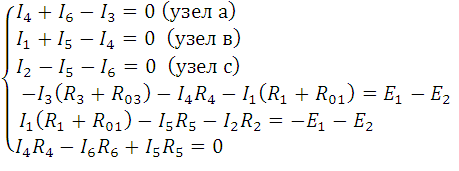 I₄ + I₆ − I₃ = 0 (узел а)
I₁ + I₅ − I₄ = 0 (узел в)
I₂ − I₅ − I₆ = 0 (узел с)
−I₃(R₃ + R₀₃) − I₄R₄ − I₁(R₁ + R₀₁) = E₁ − E₂
I₁(R₁ + R₀₁) − I₅R₅ − I₂R₂ = −E₁ − E₂
I₄R₄ − I₆R₆ + I₅R₅ = 0